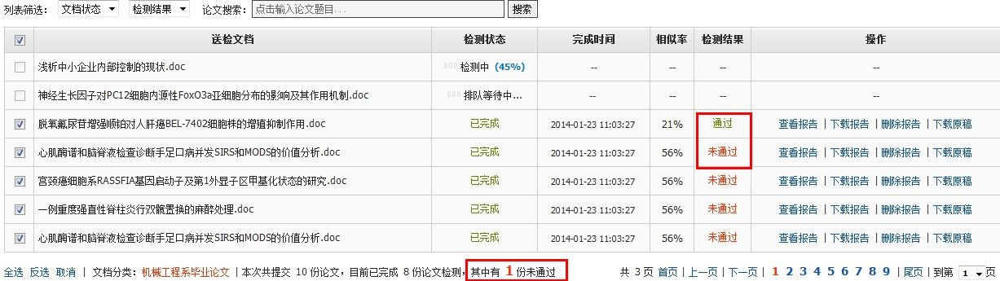 列表筛选： 文档状态 检测结果 论文搜索： 点击输入论文题目... 搜索
送检文档 检测状态 完成时间 相似率 检测结果 操作
浅析中小企业内部控制的现状.doc 检测中 (45%) -- -- -- --
神经生长因子对PC12细胞内源性FoxO3a亚细胞分布的影响及其作用机制.doc 排队等待中... -- -- -- --
脱氧氟尿苷增强顺铂对人肝癌BEL-7402细胞株的增殖抑制作用.doc 已完成 2014-01-23 11:03:27 21% 通过 查看报告 | 下载报告 | 删除报告 | 下载原稿
心肌酶谱和脑脊液检查诊断手足口病并发SIRS和MODS的价值分析.doc 已完成 2014-01-23 11:03:27 56% 未通过 查看报告 | 下载报告 | 删除报告 | 下载原稿
宫颈癌细胞系RASSFIA基因启动子及第1外显子区甲基化状态的研究.doc 已完成 2014-01-23 11:03:27 56% 未通过 查看报告 | 下载报告 | 删除报告 | 下载原稿
一例重度强直性脊柱炎行双髋置换的麻醉处理.doc 已完成 2014-01-23 11:03:27 56% 未通过 查看报告 | 下载报告 | 删除报告 | 下载原稿
心肌酶谱和脑脊液检查诊断手足口病并发SIRS和MODS的价值分析.doc 已完成 2014-01-23 11:03:27 56% 未通过 查看报告 | 下载报告 | 删除报告 | 下载原稿
全选 反选 取消 | 文档分类：机械工程系毕业论文 | 本次共提交 10 份论文，目前已完成 8 份论文检测，其中有 1 份未通过 共 3 页 首页 | 上一页 | 下一页 | 1 2 3 4 5 6 7 8 9 | 尾页 | 到第 1 页